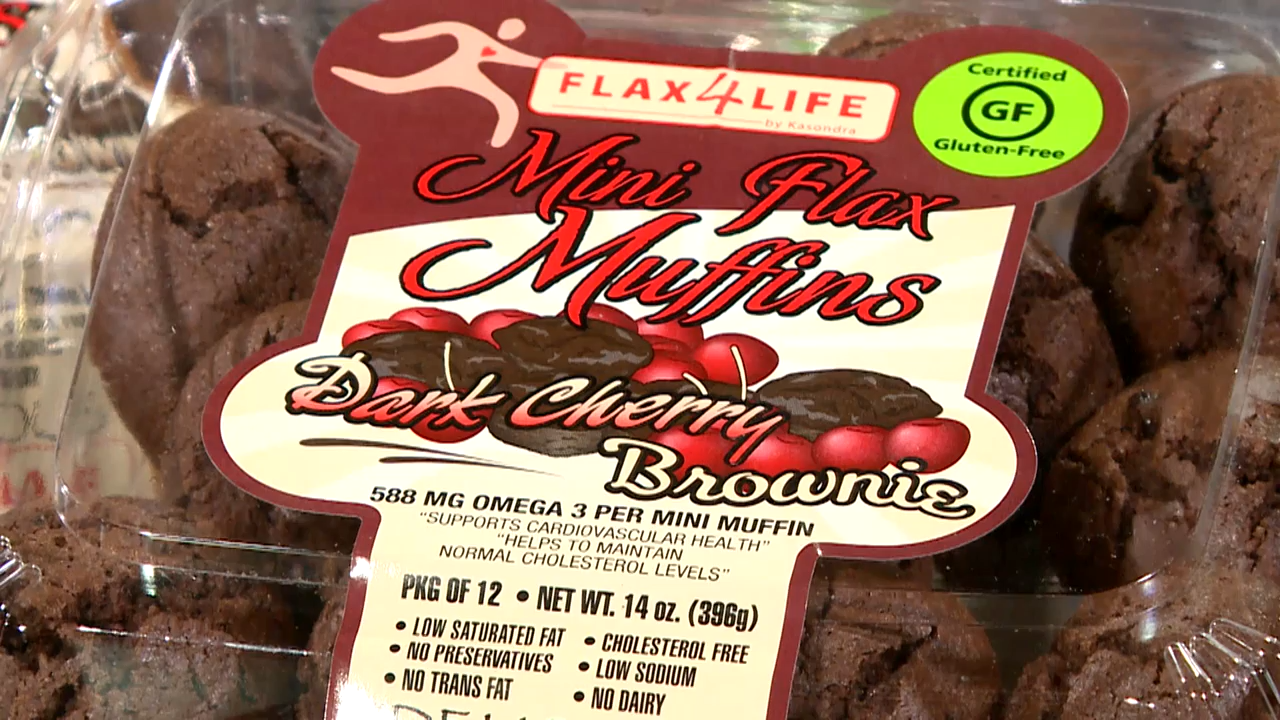 FLAX4LIFE
by Kasondra
Certified
GF
Gluten-Free
Mini Flax
Muffins
Dark Cherry
Brownie
588 MG OMEGA 3 PER MINI MUFFIN
"SUPPORTS CARDIOVASCULAR HEALTH"
"HELPS TO MAINTAIN
NORMAL CHOLESTEROL LEVELS"
PKG OF 12 • NET WT. 14 oz. (396g)
• LOW SATURATED FAT
• NO PRESERVATIVES
• NO TRANS FAT
• CHOLESTEROL FREE
• LOW SODIUM
• NO DAIRY